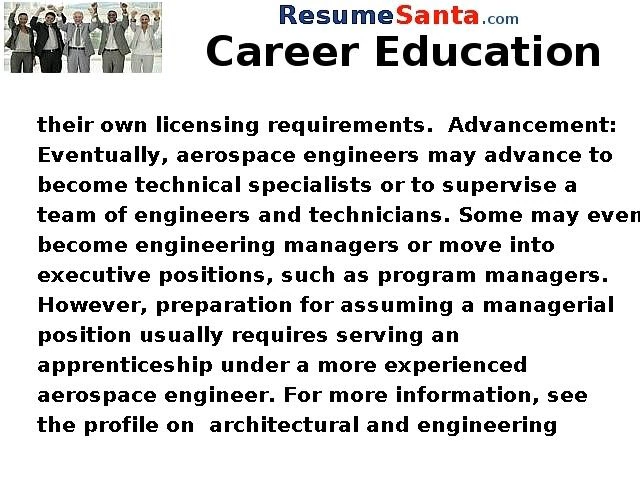 ResumeSanta.com
Career Education
their own licensing requirements.  Advancement:
Eventually, aerospace engineers may advance to
become technical specialists or to supervise a
team of engineers and technicians. Some may even
become engineering managers or move into
executive positions, such as program managers.
However, preparation for assuming a managerial
position usually requires serving an
apprenticeship under a more experienced
aerospace engineer. For more information, see
the profile on  architectural and engineering